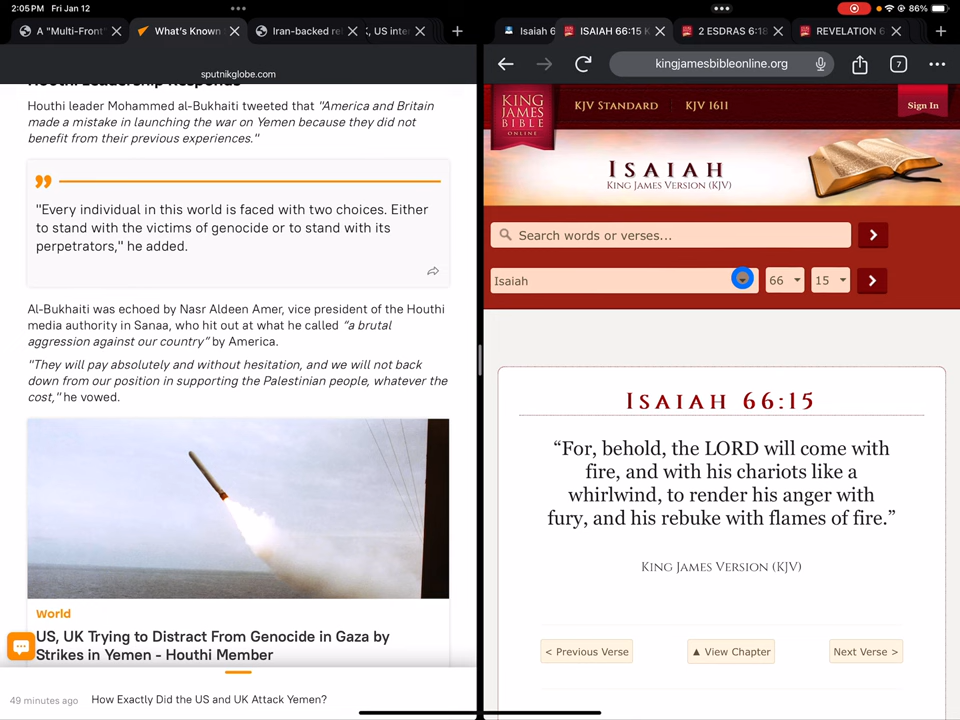 2:05 PM Fri Jan 12
86%
A "Multi-Front
What's Known
Iran-backed re
, US inte
sputnikglobe.com
Houthi Leadership Responds
Houthi leader Mohammed al-Bukhaiti tweeted that "America and Britain
made a mistake in launching the war on Yemen because they did not
benefit from their previous experiences."
"Every individual in this world is faced with two choices. Either
to stand with the victims of genocide or to stand with its
perpetrators," he added.
Al-Bukhaiti was echoed by Nasr Aldeen Amer, vice president of the Houthi
media authority in Sanaa, who hit out at what he called "a brutal
aggression against our country" by America.
"They will pay absolutely and without hesitation, and we will not back
down from our position in supporting the Palestinian people, whatever the
cost," he vowed.
World
US, UK Trying to Distract From Genocide in Gaza by
Strikes in Yemen - Houthi Member
49 minutes ago How Exactly Did the US and UK Attack Yemen?
Isaiah 6
ISAIAH 66:15 K
2 ESDRAS 6:18
REVELATION 6
kingjamesbibleonline.org
7
KING
JAMES
BIBLE
ONLINE
KJV STANDARD
KJV 1611
Sign In
ISAIAH
KING JAMES VERSION (KJV)
Search words or verses...
Isaiah
66
15
ISAIAH 66:15
“For, behold, the LORD will come with
fire, and with his chariots like a
whirlwind, to render his anger with
fury, and his rebuke with flames of fire.”
KING JAMES VERSION (KJV)
< Previous Verse
▲ View Chapter
Next Verse >